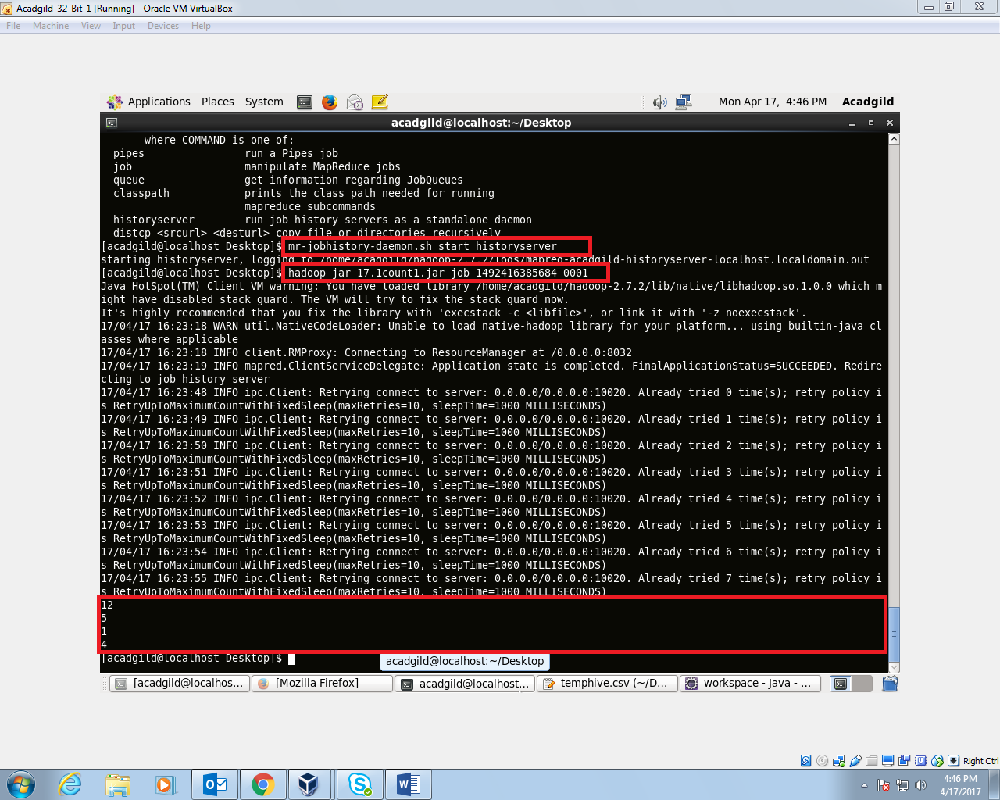 Acadgild_32_Bit_1 [Running] - Oracle VM VirtualBox
File Machine View Input Devices Help
Applications Places System Mon Apr 17, 4:46 PM Acadgild
acadgild@localhost:~/Desktop
where COMMAND is one of:
pipes run a Pipes job
job manipulate MapReduce jobs
queue get information regarding JobQueues
classpath prints the class path needed for running
mapreduce subcommands
historyserver run job history servers as a standalone daemon
distcp <srcurl> <desturl> copy file or directories recursively
[acadgild@localhost Desktop]$ mr-jobhistory-daemon.sh start historyserver
starting historyserver, logging to /home/acadgild/hadoop-2.7.2/logs/mapred-acadgild-historyserver-localhost.localdomain.out
[acadgild@localhost Desktop]$ hadoop jar 17.1count1.jar job 1492416385684 0001
Java HotSpot(TM) Client VM warning: You have loaded library /home/acadgild/hadoop-2.7.2/lib/native/libhadoop.so.1.0.0 which m
ight have disabled stack guard. The VM will try to fix the stack guard now.
It's highly recommended that you fix the library with 'execstack -c <libfile>', or link it with '-z noexecstack'.
17/04/17 16:23:18 WARN util.NativeCodeLoader: Unable to load native-hadoop library for your platform... using builtin-java cl
asses where applicable
17/04/17 16:23:18 INFO client.RMProxy: Connecting to ResourceManager at /0.0.0.0:8032
17/04/17 16:23:19 INFO mapred.ClientServiceDelegate: Application state is completed. FinalApplicationStatus=SUCCEEDED. Redire
cting to job history server
17/04/17 16:23:48 INFO ipc.Client: Retrying connect to server: 0.0.0.0/0.0.0.0:10020. Already tried 0 time(s); retry policy i
s RetryUpToMaximumCountWithFixedSleep(maxRetries=10, sleepTime=1000 MILLISECONDS)
17/04/17 16:23:49 INFO ipc.Client: Retrying connect to server: 0.0.0.0/0.0.0.0:10020. Already tried 1 time(s); retry policy i
s RetryUpToMaximumCountWithFixedSleep(maxRetries=10, sleepTime=1000 MILLISECONDS)
17/04/17 16:23:50 INFO ipc.Client: Retrying connect to server: 0.0.0.0/0.0.0.0:10020. Already tried 2 time(s); retry policy i
s RetryUpToMaximumCountWithFixedSleep(maxRetries=10, sleepTime=1000 MILLISECONDS)
17/04/17 16:23:51 INFO ipc.Client: Retrying connect to server: 0.0.0.0/0.0.0.0:10020. Already tried 3 time(s); retry policy i
s RetryUpToMaximumCountWithFixedSleep(maxRetries=10, sleepTime=1000 MILLISECONDS)
17/04/17 16:23:52 INFO ipc.Client: Retrying connect to server: 0.0.0.0/0.0.0.0:10020. Already tried 4 time(s); retry policy i
s RetryUpToMaximumCountWithFixedSleep(maxRetries=10, sleepTime=1000 MILLISECONDS)
17/04/17 16:23:53 INFO ipc.Client: Retrying connect to server: 0.0.0.0/0.0.0.0:10020. Already tried 5 time(s); retry policy i
s RetryUpToMaximumCountWithFixedSleep(maxRetries=10, sleepTime=1000 MILLISECONDS)
17/04/17 16:23:54 INFO ipc.Client: Retrying connect to server: 0.0.0.0/0.0.0.0:10020. Already tried 6 time(s); retry policy i
s RetryUpToMaximumCountWithFixedSleep(maxRetries=10, sleepTime=1000 MILLISECONDS)
17/04/17 16:23:55 INFO ipc.Client: Retrying connect to server: 0.0.0.0/0.0.0.0:10020. Already tried 7 time(s); retry policy i
s RetryUpToMaximumCountWithFixedSleep(maxRetries=10, sleepTime=1000 MILLISECONDS)
12
5
1
4
[acadgild@localhost Desktop]$
acadgild@localhost:~/Desktop
[acadgild@localhos... [Mozilla Firefox] acadgild@localhost:... temphive.csv (~/D... workspace - Java - ...
Right Ctrl
4:46 PM
4/17/2017